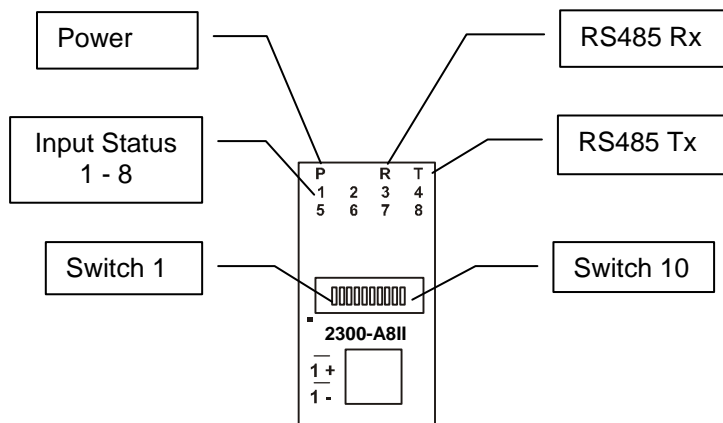 Power
RS485 Rx
Input Status
1 - 8
RS485 Tx
P R T
1 2 3 4
5 6 7 8
Switch 1
Switch 10
2300-A8II
1 +
1 -